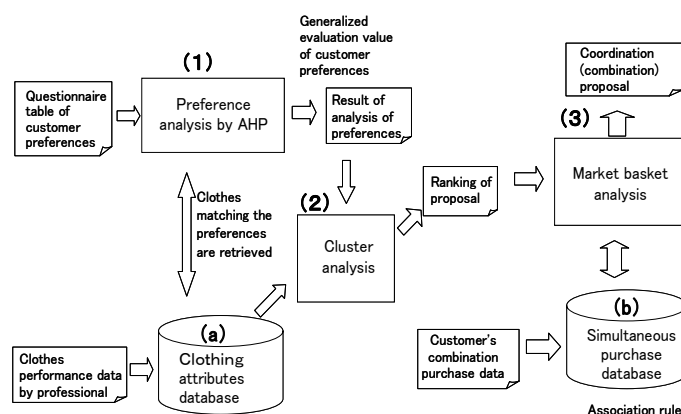 Generalized
evaluation value
of customer
preferences
(1)
Coordination
(combination)
proposal
Questionnaire
table of
customer
preferences
Preference
analysis by AHP
Result of
analysis of
preferences.
(3)
(2)
Clothes
matching the
preferences
are retrieved
Ranking of
proposal
Market basket
analysis
Cluster
analysis
(a)
Clothing
attributes
database
(b)
Simultaneous
purchase
database
Clothes
performance data
by professional
Customer's
combination
purchase data
Association rule